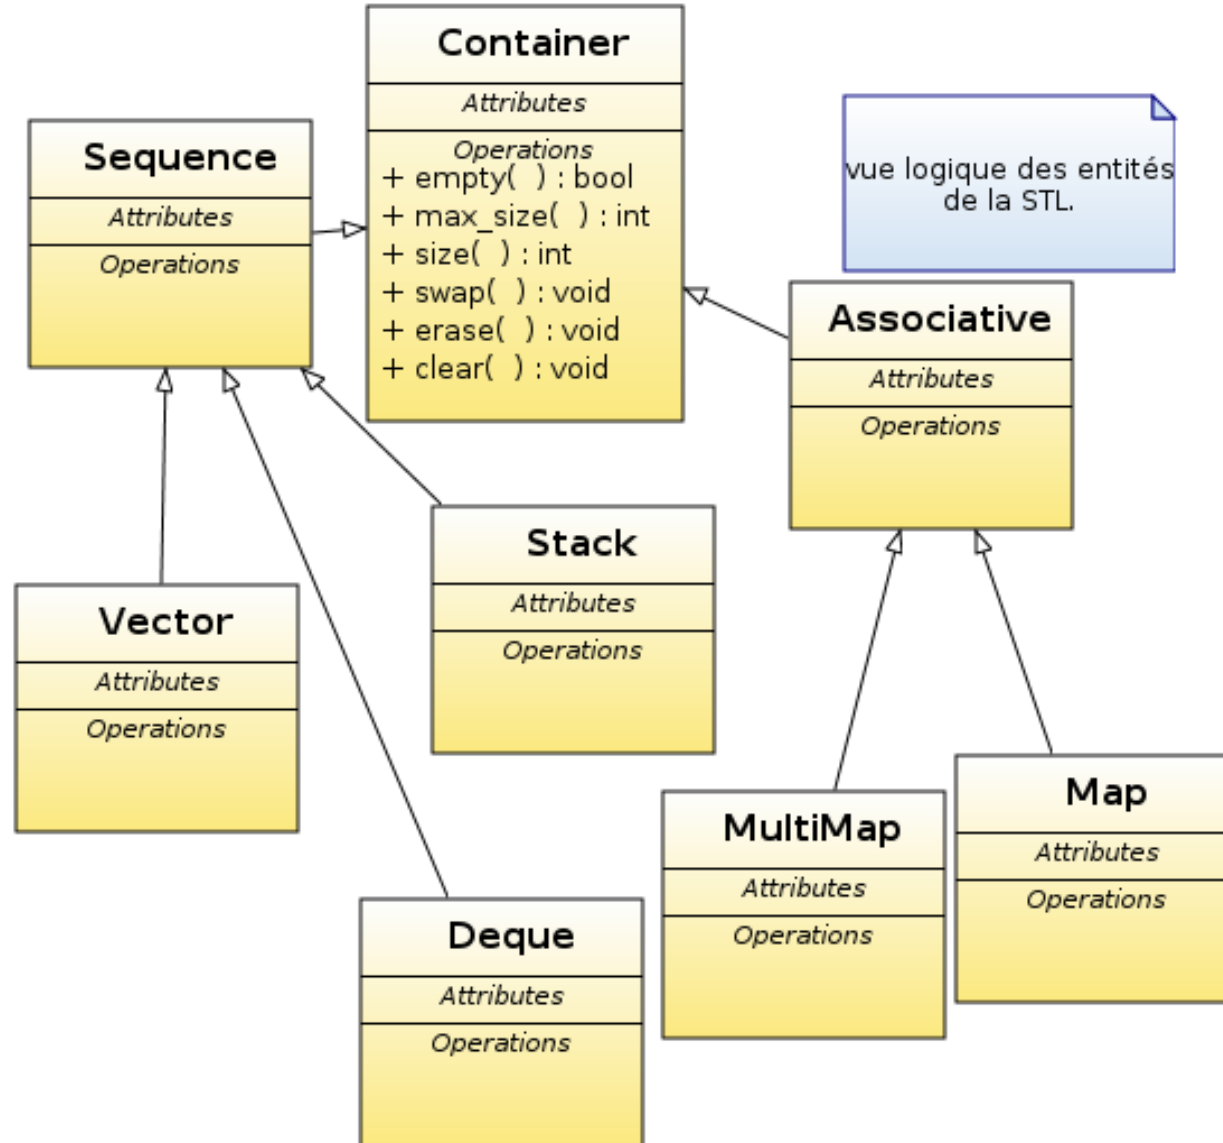 Container
Attributes
Operations
+ empty( ) : bool
+ max_size( ) : int
+ size( ) : int
+ swap( ) : void
+ erase( ) : void
+ clear( ) : void
Sequence
Attributes
Operations
vue logique des entités
de la STL.
Associative
Attributes
Operations
Stack
Attributes
Operations
Vector
Attributes
Operations
Map
Attributes
Operations
MultiMap
Attributes
Operations
Deque
Attributes
Operations